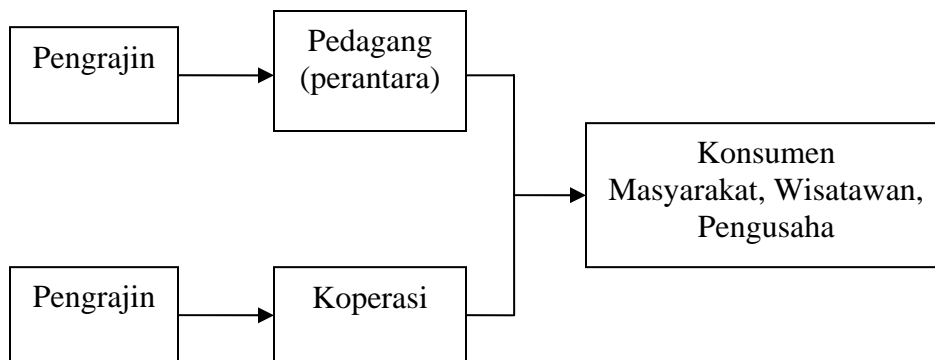 Pengrajin
Pedagang
(perantara)
Konsumen
Masyarakat, Wisatawan,
Pengusaha
Pengrajin
Koperasi